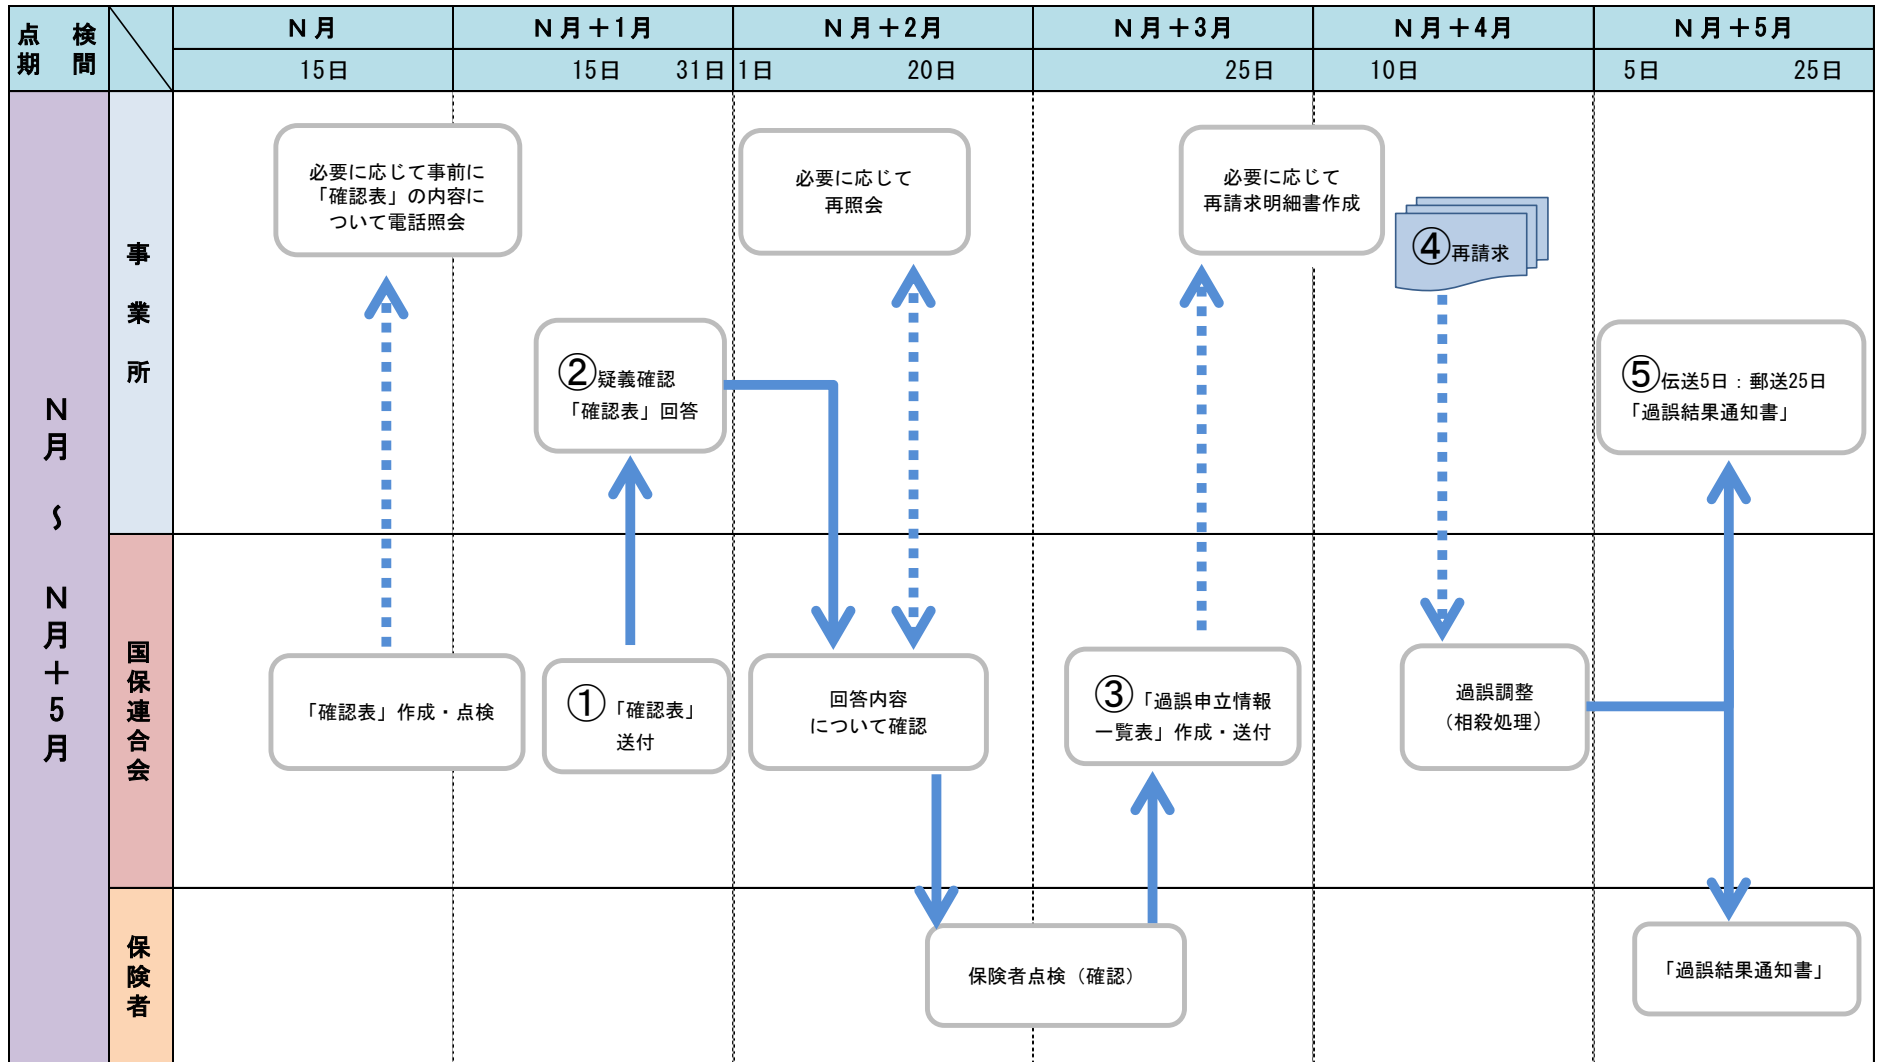 点　検
期　間
Ｎ月
Ｎ月＋1月
Ｎ月＋2月
Ｎ月＋3月
Ｎ月＋4月
Ｎ月＋5月
15日
15日
31日
1日
20日
25日
10日
5日
25日
Ｎ月　～　Ｎ月＋5月
事業所
必要に応じて事前に
「確認表」の内容に
ついて電話照会
必要に応じて
再照会
必要に応じて
再請求明細書作成
④再請求
②疑義確認
「確認表」回答
⑤伝送5日：郵送25日
「過誤結果通知書」
国保連合会
「確認表」作成・点検
①「確認表」
送付
回答内容
について確認
③「過誤申立情報
一覧表」作成・送付
過誤調整
（相殺処理）
保険者
保険者点検（確認）
「過誤結果通知書」